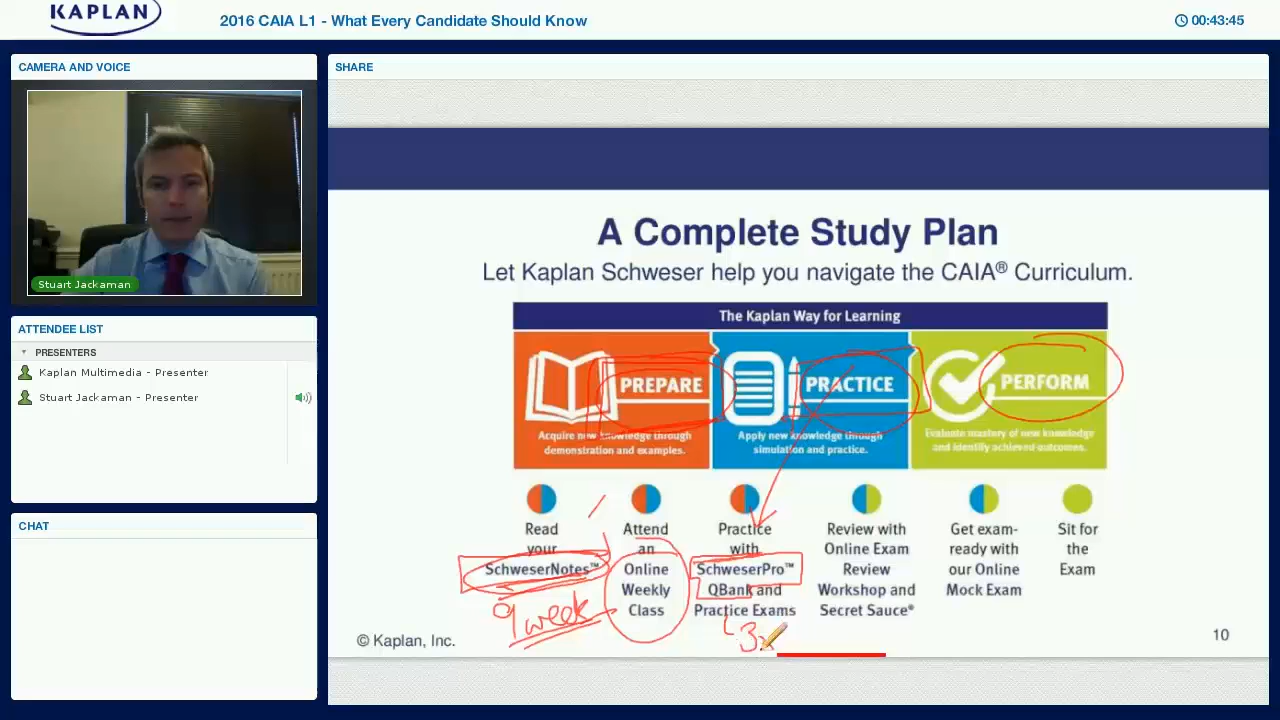 KAPLAN
2016 CAIA L1 - What Every Candidate Should Know
00:43:45
CAMERA AND VOICE
Stuart Jackaman
ATTENDEE LIST
PRESENTERS
Kaplan Multimedia - Presenter
Stuart Jackaman - Presenter
CHAT
SHARE
A Complete Study Plan
Let Kaplan Schweser help you navigate the CAIA® Curriculum.
The Kaplan Way for Learning
PREPARE
Acquire new knowledge through
demonstration and examples.
PRACTICE
Apply new knowledge through
simulation and practice.
PERFORM
Evaluate mastery of new knowledge
and identify achieved outcomes.
Read
your
SchweserNotes™
Attend
an
Online
Weekly
Class
Practice
with
SchweserPro™
QBank and
Practice Exams
Review with
Online Exam
Review
Workshop and
Secret Sauce®
Get exam-
ready with
our Online
Mock Exam
Sit for
the
Exam
9 week
3x
© Kaplan, Inc.
10